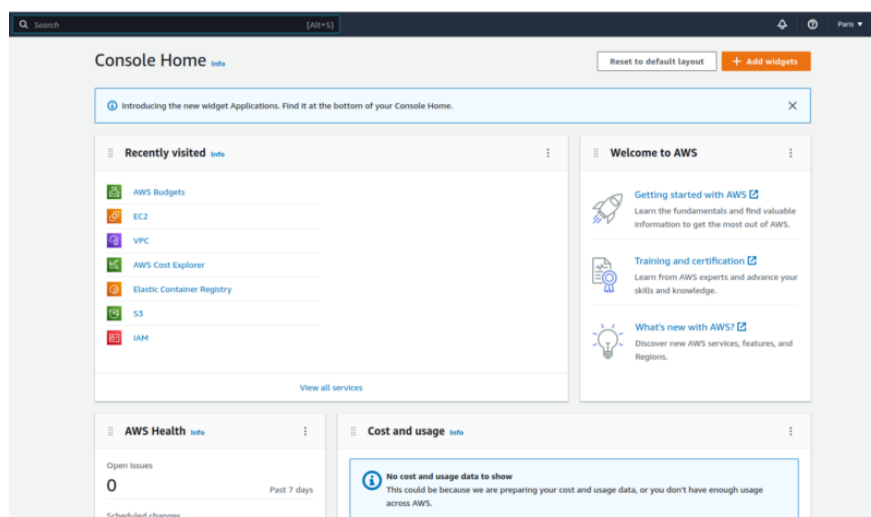 Search [Alt+S] Paris ▼
Console Home Info
Reset to default layout
+ Add widgets
Introducing the new widget Applications. Find it at the bottom of your Console Home.
Recently visited Info
AWS Budgets
EC2
VPC
AWS Cost Explorer
Elastic Container Registry
S3
IAM
View all services
Welcome to AWS
Getting started with AWS
Learn the fundamentals and find valuable
information to get the most out of AWS.
Training and certification
Learn from AWS experts and advance your
skills and knowledge.
What's new with AWS?
Discover new AWS services, features, and
Regions.
AWS Health Info
Open issues
0 Past 7 days
Scheduled changes
Cost and usage Info
No cost and usage data to show
This could be because we are preparing your cost and usage data, or you don't have enough usage
across AWS.